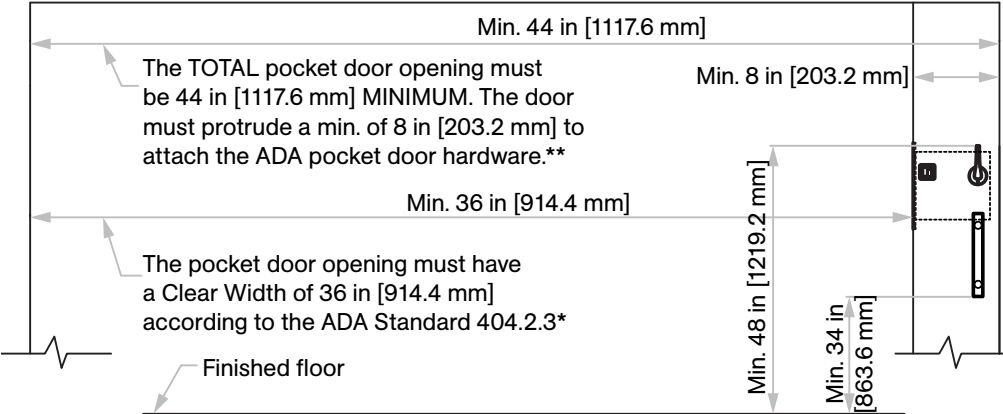 Min. 44 in [1117.6 mm]
The TOTAL pocket door opening must
be 44 in [1117.6 mm] MINIMUM. The door
must protrude a min. of 8 in [203.2 mm] to
attach the ADA pocket door hardware.**
Min. 8 in [203.2 mm]
Min. 36 in [914.4 mm]
The pocket door opening must have
a Clear Width of 36 in [914.4 mm]
according to the ADA Standard 404.2.3*
Min. 48 in [1219.2 mm]
Min. 34 in
[863.6 mm]
Finished floor